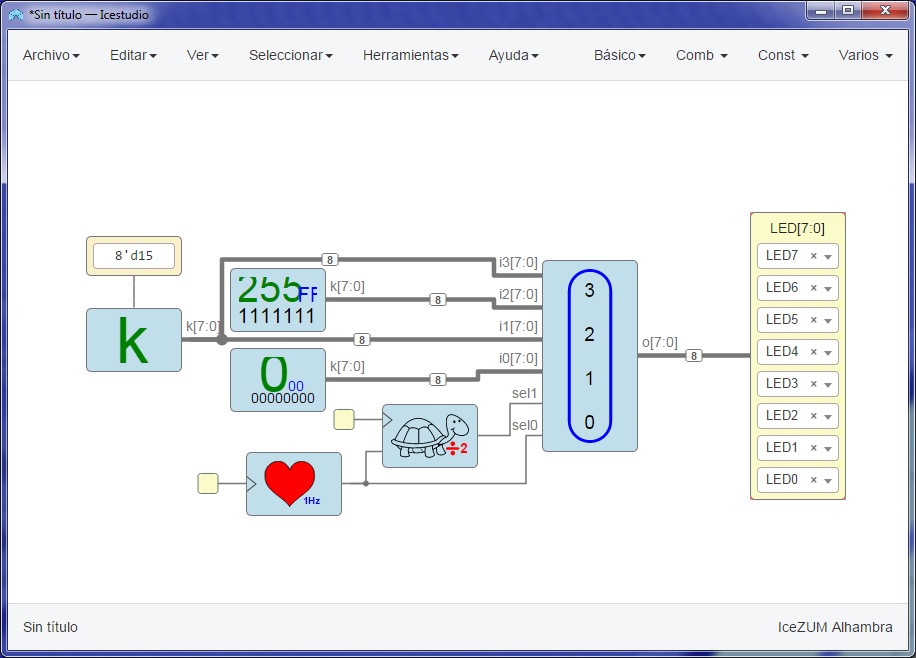 *Sin título — Icestudio
Archivo Editar Ver Seleccionar Herramientas Ayuda Básico Comb Const Varios
8'd15
k
k[7:0]
8
255
FF
1111111
k[7:0]
8
8
0
00
00000000
k[7:0]
8
÷2
1Hz
i3[7:0]
i2[7:0]
i1[7:0]
i0[7:0]
sel1
sel0
3
2
1
0
o[7:0]
8
LED[7:0]
LED7 ×
LED6 ×
LED5 ×
LED4 ×
LED3 ×
LED2 ×
LED1 ×
LED0 ×
Sin título
IceZUM Alhambra